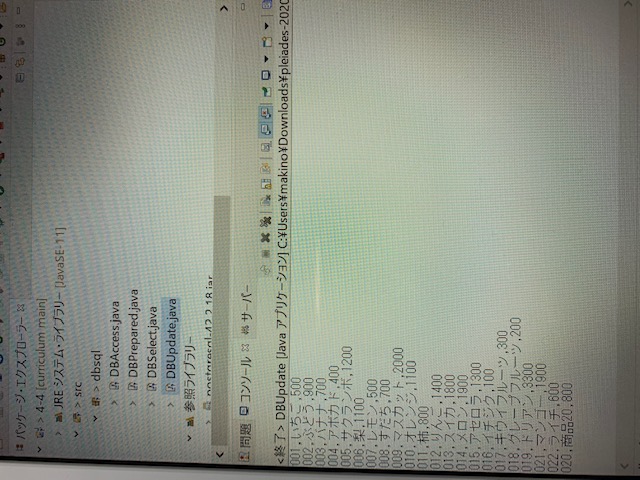 パッケージ・エクスプローラー
> 4-4 [curriculum main]
JRE システム・ライブラリー [JavaSE-11]
> src
> dbsql
> DBAccess.java
> DBPrepared.java
> DBSelect.java
> DBUpdate.java
参照ライブラリー
postgresql-42.2.18.jar
問題 コンソール サーバー
<終了> DBUpdate [Java アプリケーション] C:¥Users¥makino¥Downloads¥pleiades-2020
001,いちご,500
002,ぶどう,900
003,バナナ,700
004,アボカド,400
005,サクランボ,1200
006,梨,1100
007,レモン,500
008,すだち,700
009,マスカット,2000
010,オレンジ,1100
011,柿,800
012,りんご,1400
013,スイカ,1800
014,メロン,1900
015,アセロラ,1300
016,イチジク,100
017,キウイフルーツ,300
018,グレープフルーツ,200
019,ドリアン,3300
021,マンゴー,1900
022,ライチ,600
020,商品20,800